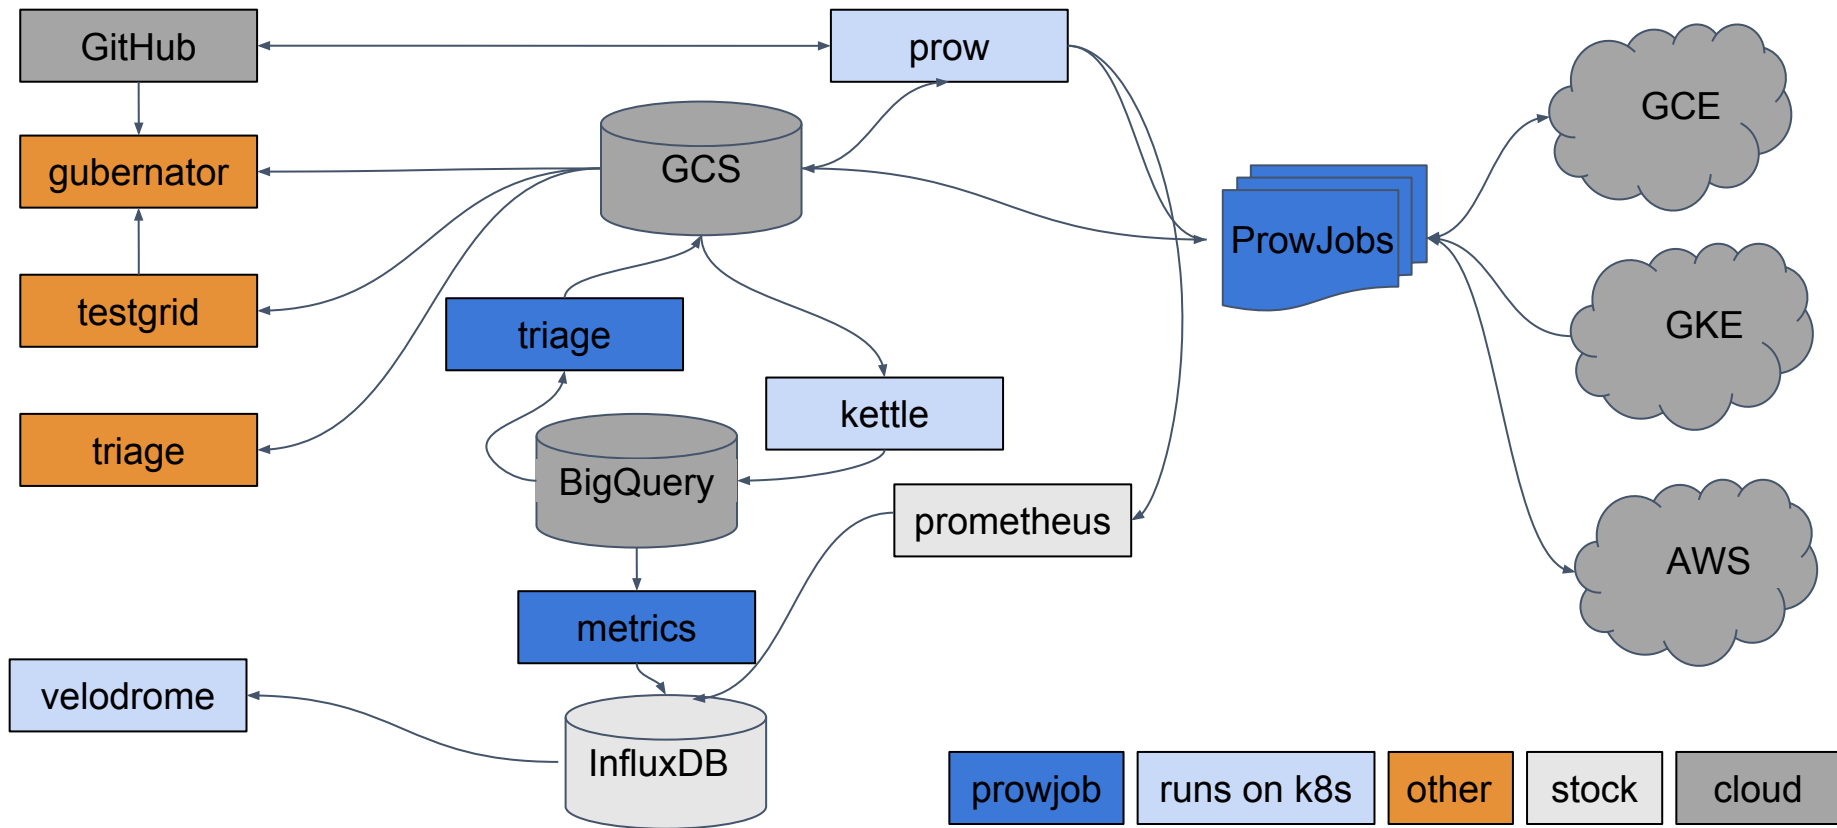 GitHub
prow
GCE
gubernator
GCS
ProwJobs
testgrid
triage
GKE
kettle
triage
BigQuery
prometheus
AWS
metrics
velodrome
InfluxDB
prowjob
runs on k8s
other
stock
cloud